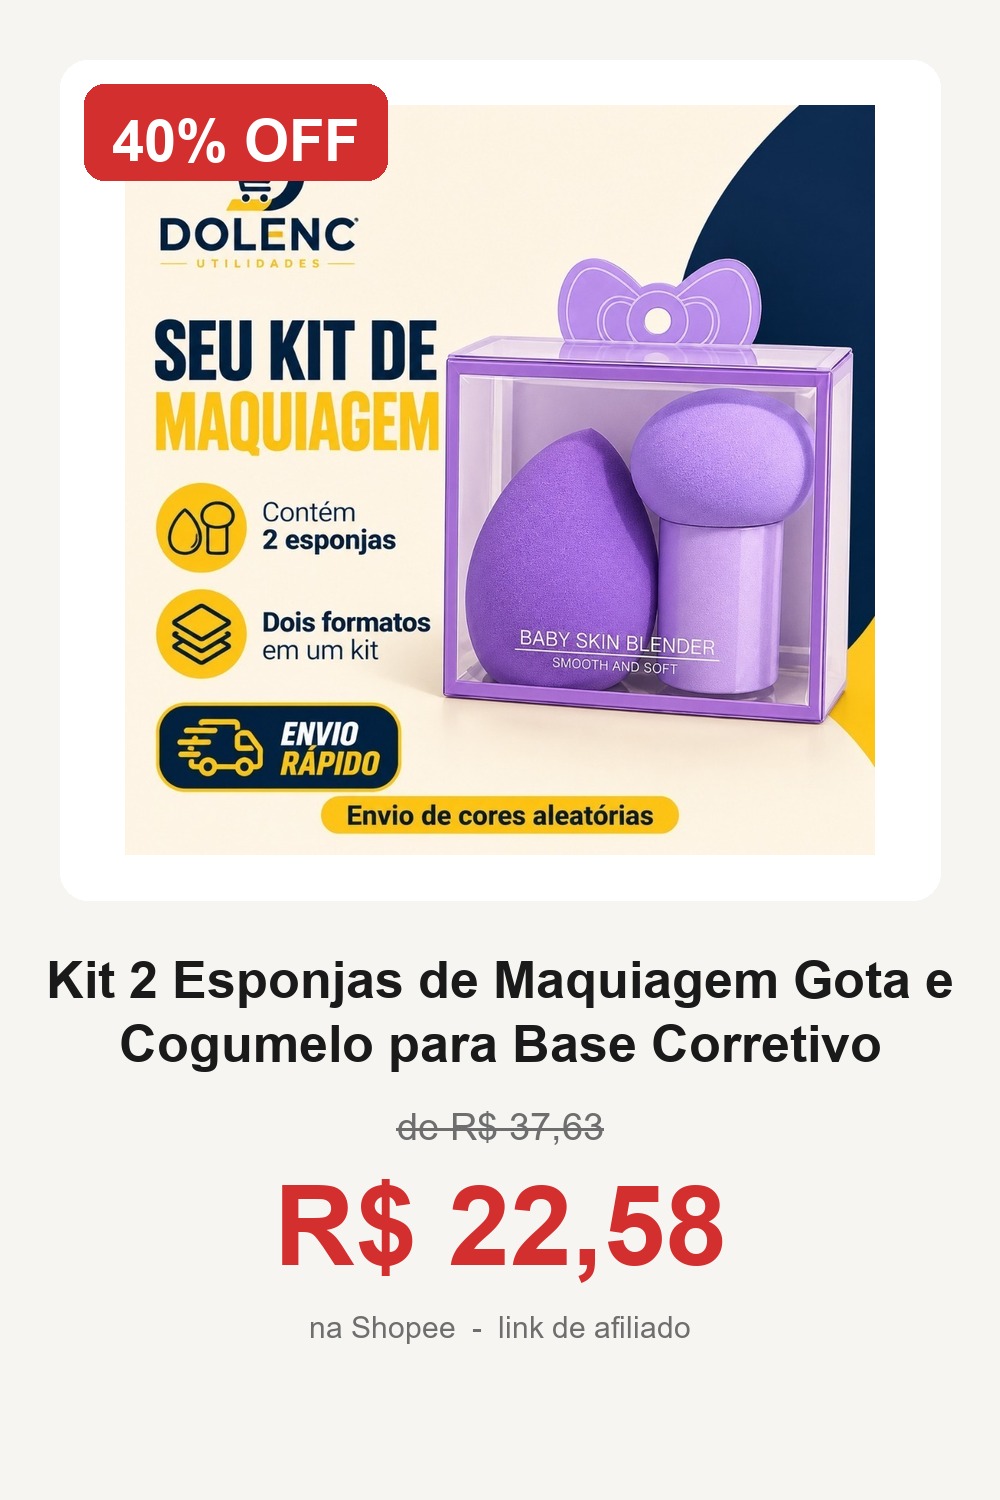 40% OFF
DOLENC
UTILIDADES
SEU KIT DE
MAQUIAGEM
Contém
2 esponjas
Dois formatos
em um kit
ENVIO
RÁPIDO
BABY SKIN BLENDER
SMOOTH AND SOFT
Envio de cores aleatórias
Kit 2 Esponjas de Maquiagem Gota e
Cogumelo para Base Corretivo
de R$ 37,63
R$ 22,58
na Shopee - link de afiliado